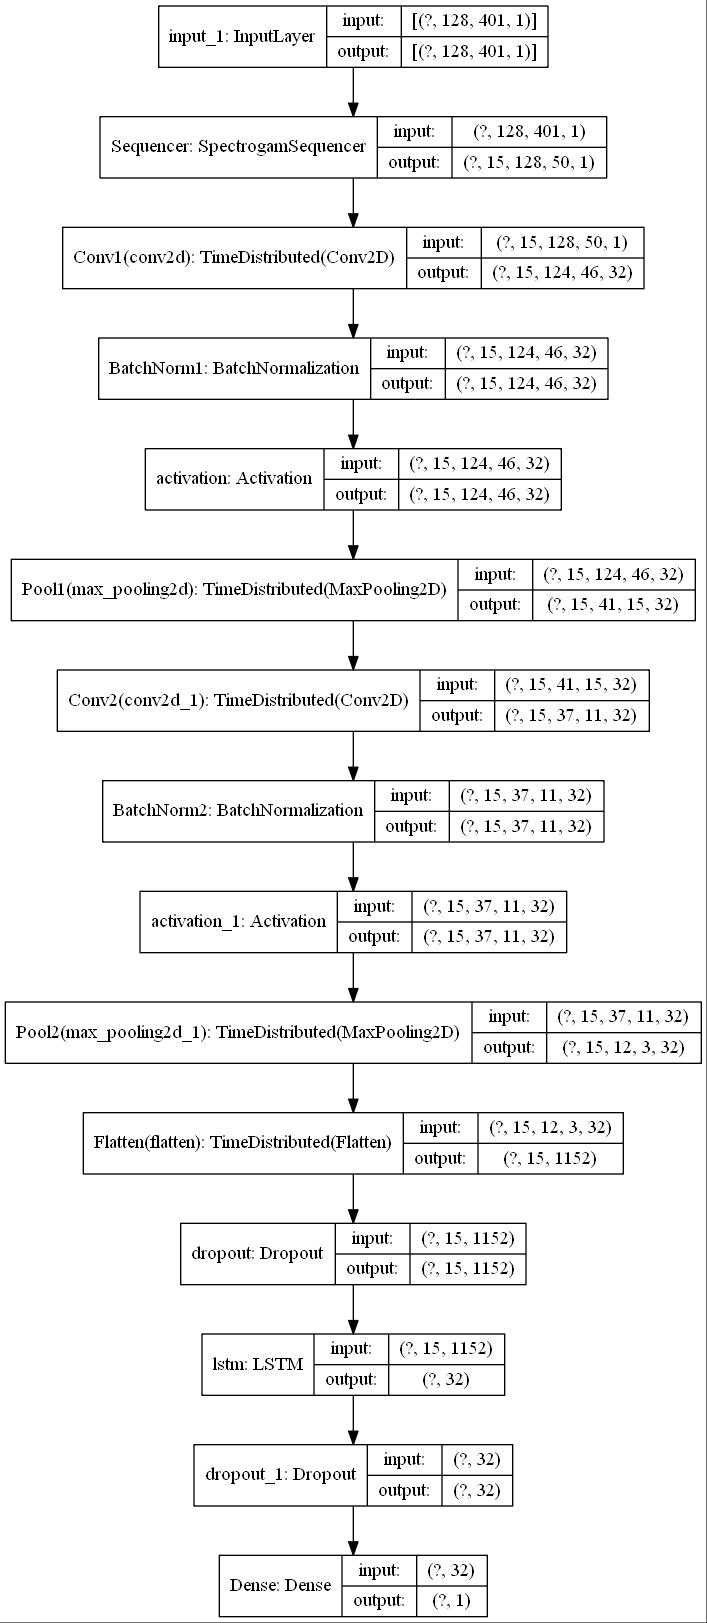 input_1: InputLayer
input: [(?, 128, 401, 1)]
output: [(?, 128, 401, 1)]
Sequencer: SpectrogamSequencer
input: (?, 128, 401, 1)
output: (?, 15, 128, 50, 1)
Conv1(conv2d): TimeDistributed(Conv2D)
input: (?, 15, 128, 50, 1)
output: (?, 15, 124, 46, 32)
BatchNorm1: BatchNormalization
input: (?, 15, 124, 46, 32)
output: (?, 15, 124, 46, 32)
activation: Activation
input: (?, 15, 124, 46, 32)
output: (?, 15, 124, 46, 32)
Pool1(max_pooling2d): TimeDistributed(MaxPooling2D)
input: (?, 15, 124, 46, 32)
output: (?, 15, 41, 15, 32)
Conv2(conv2d_1): TimeDistributed(Conv2D)
input: (?, 15, 41, 15, 32)
output: (?, 15, 37, 11, 32)
BatchNorm2: BatchNormalization
input: (?, 15, 37, 11, 32)
output: (?, 15, 37, 11, 32)
activation_1: Activation
input: (?, 15, 37, 11, 32)
output: (?, 15, 37, 11, 32)
Pool2(max_pooling2d_1): TimeDistributed(MaxPooling2D)
input: (?, 15, 37, 11, 32)
output: (?, 15, 12, 3, 32)
Flatten(flatten): TimeDistributed(Flatten)
input: (?, 15, 12, 3, 32)
output: (?, 15, 1152)
dropout: Dropout
input: (?, 15, 1152)
output: (?, 15, 1152)
lstm: LSTM
input: (?, 15, 1152)
output: (?, 32)
dropout_1: Dropout
input: (?, 32)
output: (?, 32)
Dense: Dense
input: (?, 32)
output: (?, 1)